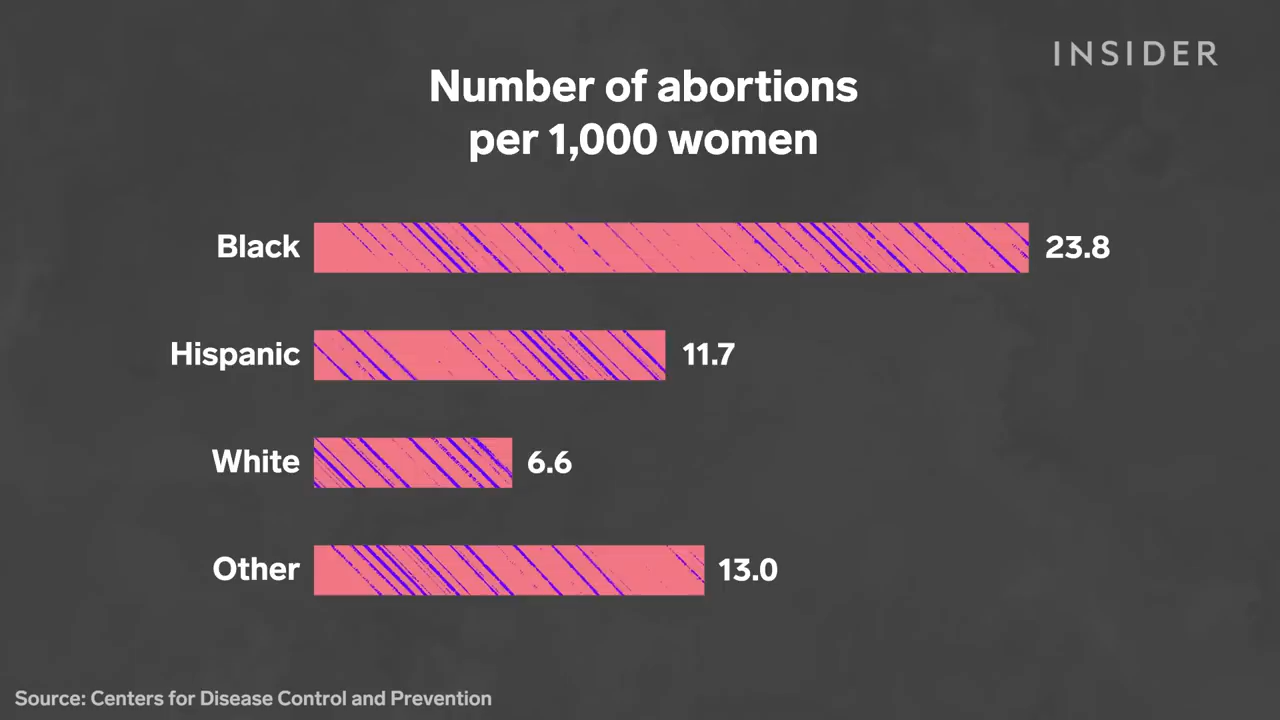 INSIDER
Number of abortions
per 1,000 women
Black 23.8
Hispanic 11.7
White 6.6
Other 13.0
Source: Centers for Disease Control and Prevention